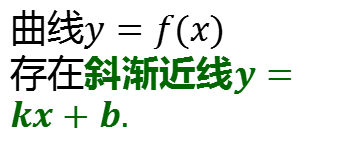 曲线y = f(x)
存在斜渐近线y =
kx + b.